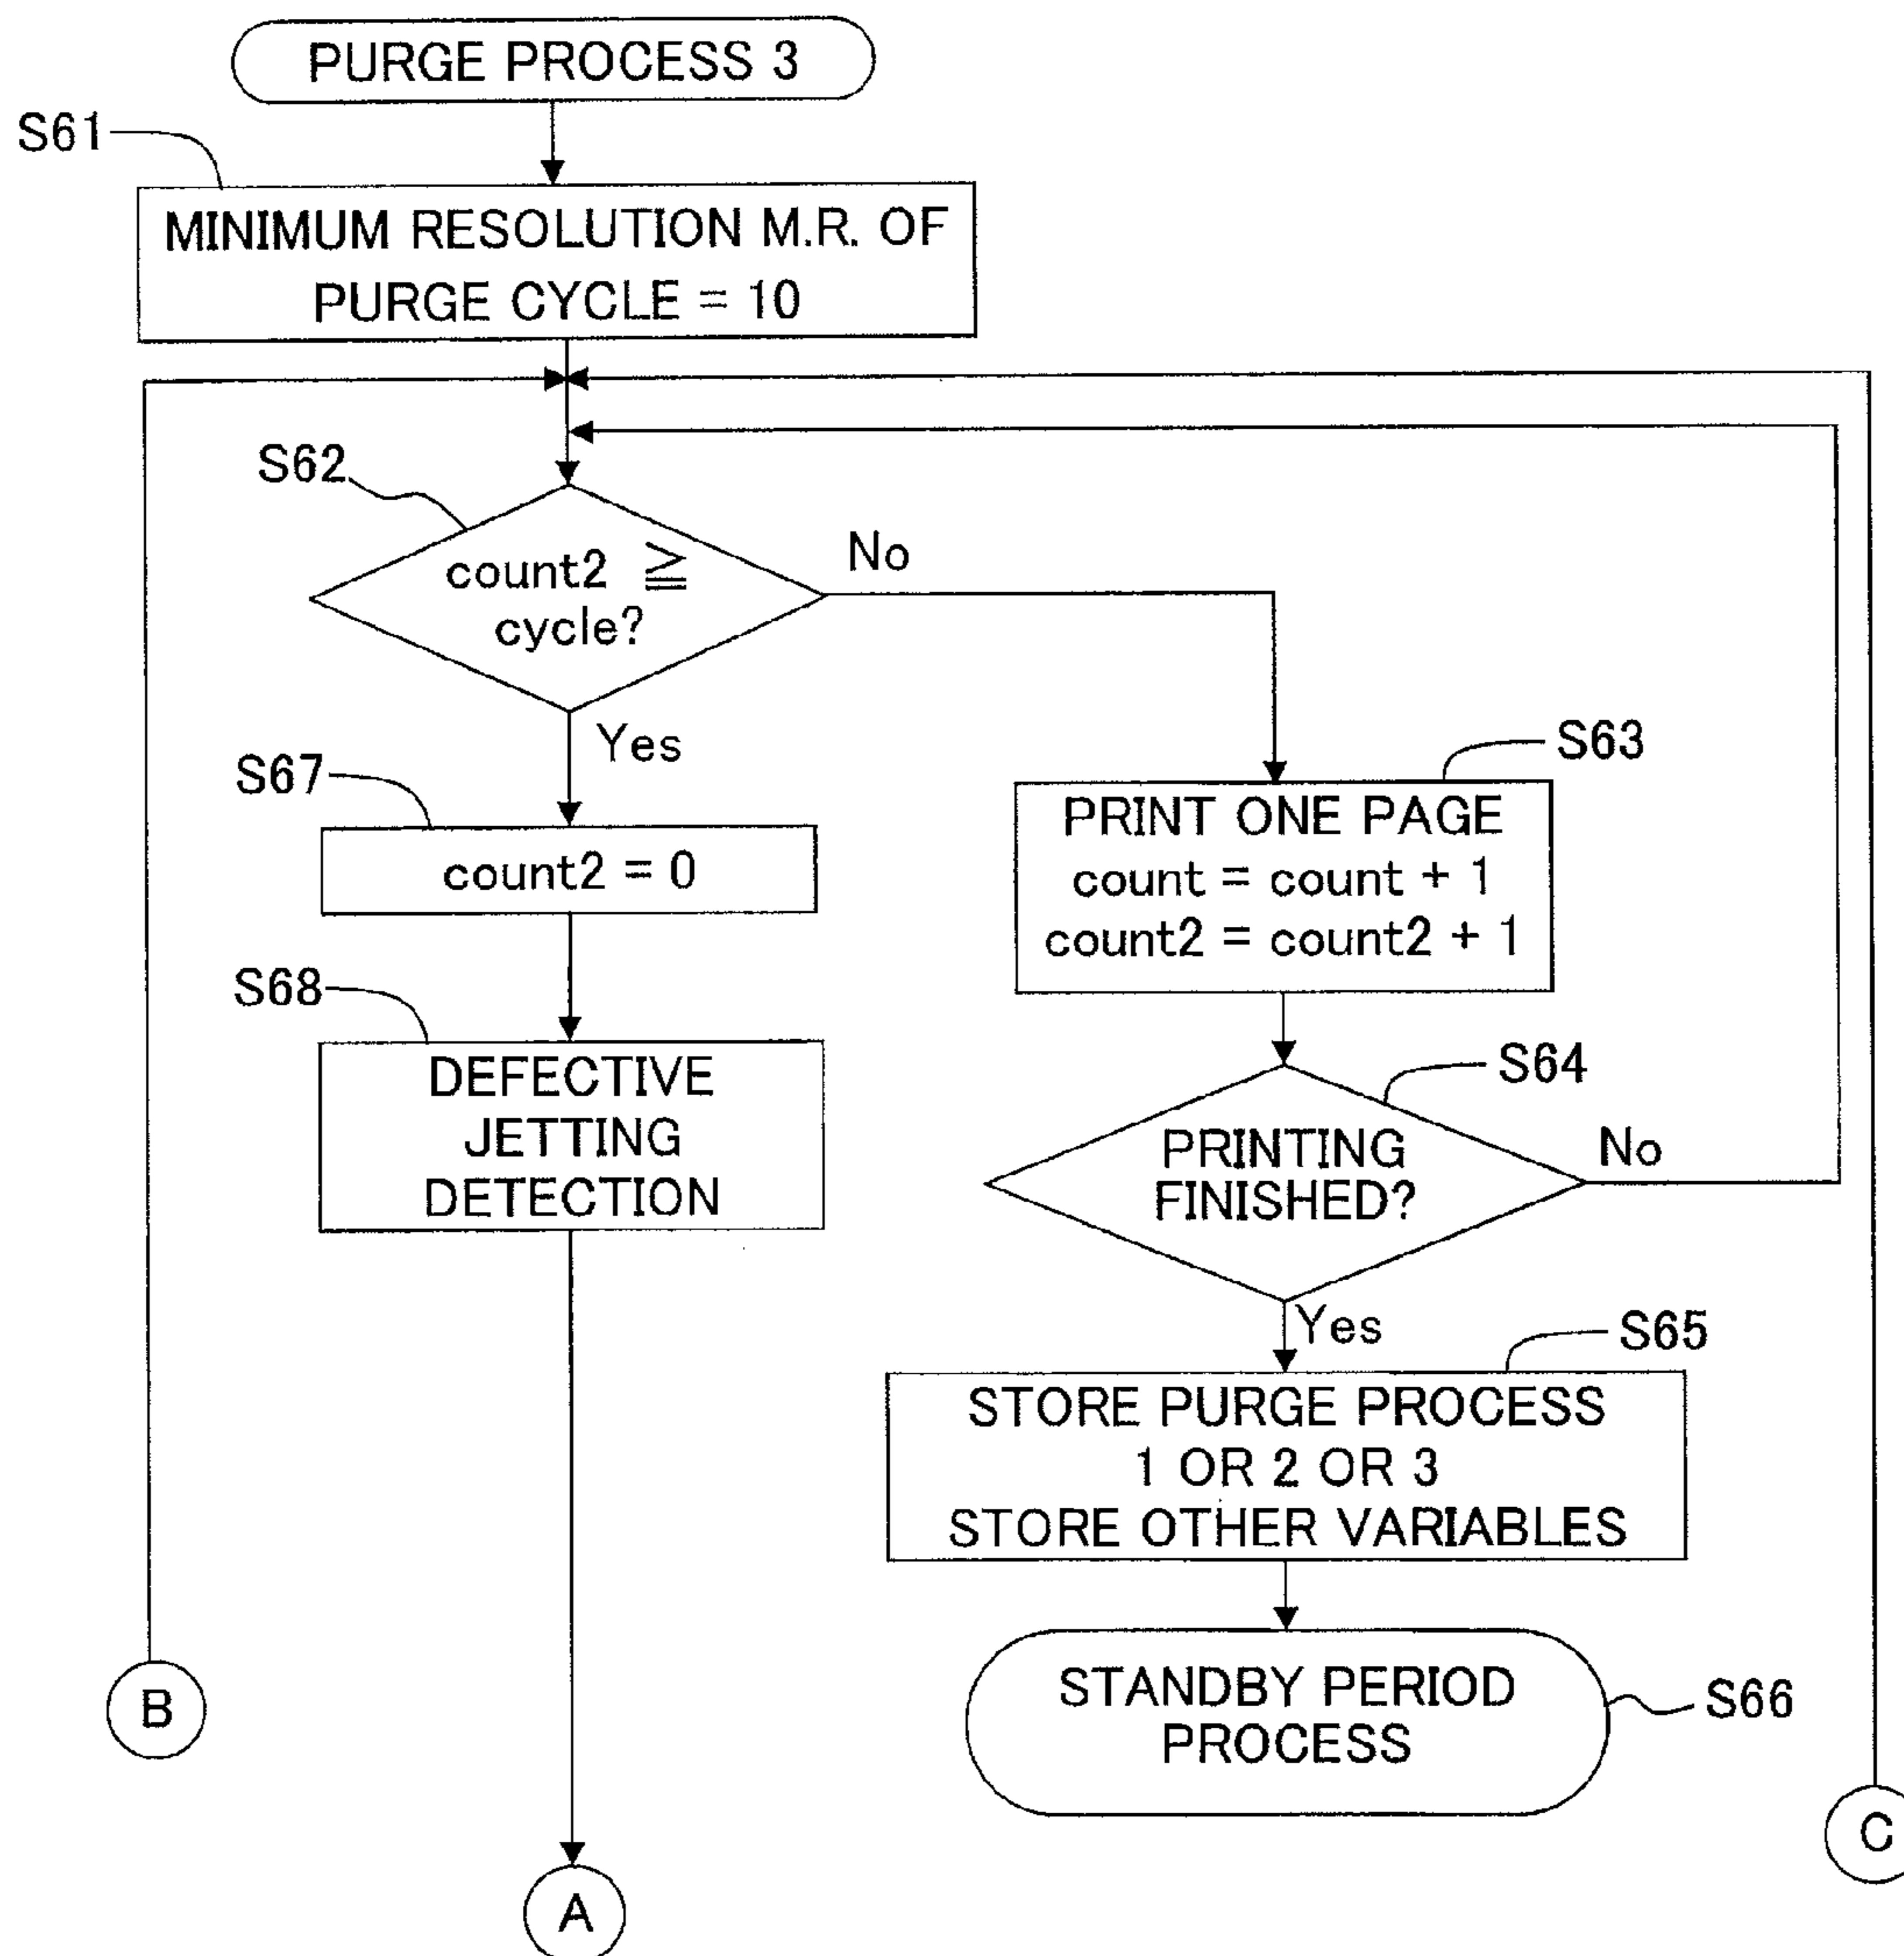 PURGE PROCESS 3
S61
MINIMUM RESOLUTION M.R. OF
PURGE CYCLE = 10
S62
count2 ≧
cycle?
No
Yes
S67
count2 = 0
S63
PRINT ONE PAGE
count = count + 1
count2 = count2 + 1
S68
DEFECTIVE
JETTING
DETECTION
S64
PRINTING
FINISHED?
No
Yes
S65
STORE PURGE PROCESS
1 OR 2 OR 3
STORE OTHER VARIABLES
STANDBY PERIOD
PROCESS
S66
B
C
A